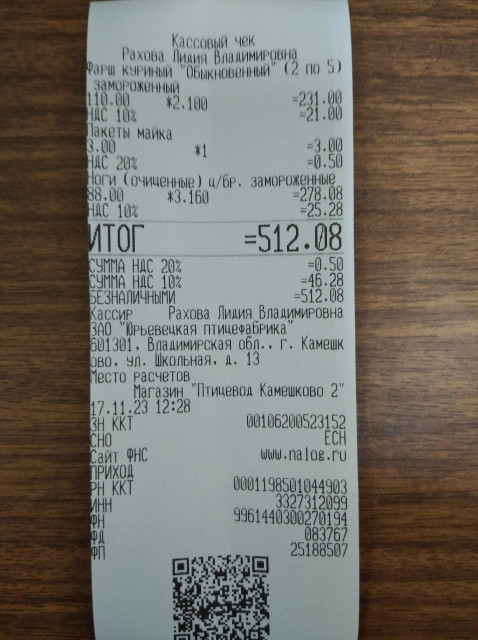 Кассовый чек
Рахова Лидия Владимировна
Фарш куриный "Обыкновенный" (2 по 5)
замороженный
110.00 *2.100 =231.00
НДС 10% =21.00
Пакеты майка
3.00 *1 =3.00
НДС 20% =0.50
Ноги (очищенные) ц/бр. замороженные
88.00 *3.160 =278.08
НДС 10% =25.28
ИТОГ =512.08
СУММА НДС 20% =0.50
СУММА НДС 10% =46.28
БЕЗНАЛИЧНЫМИ =512.08
Кассир Рахова Лидия Владимировна
ЗАО "Юрьевецкая птицефабрика"
601301, Владимирская обл., г. Камешк
ово, ул. Школьная, д. 13
Место расчетов
Магазин "Птицевод Камешково 2"
17.11.23 12:28
ЗН ККТ 00106200523152
СНО ЕСН
Сайт ФНС www.nalog.ru
ПРИХОД
РН ККТ 0001198501044903
ИНН 3327312099
ФН 9961440300270194
ФД 083767
ФП 25188507